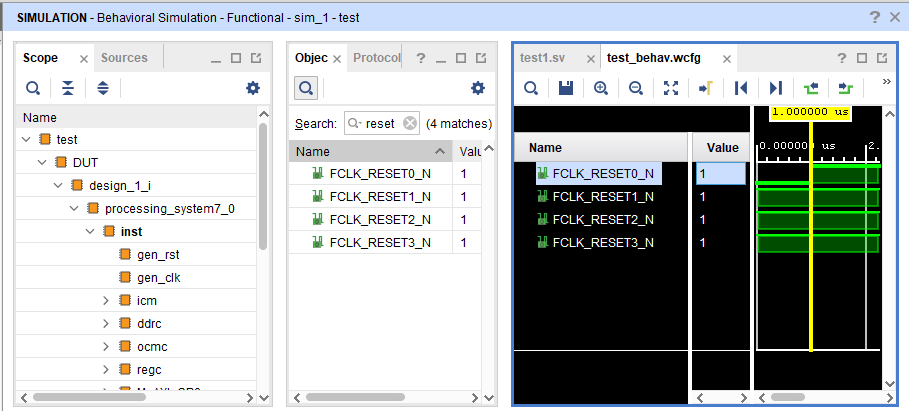 SIMULATION - Behavioral Simulation - Functional - sim_1 - test
Scope
Sources
Name
test
DUT
design_1_i
processing_system7_0
inst
gen_rst
gen_clk
icm
ddrc
ocmc
regc
Objec
Protocol
Search: reset (4 matches)
Name Valu
FCLK_RESET0_N 1
FCLK_RESET1_N 1
FCLK_RESET2_N 1
FCLK_RESET3_N 1
test1.sv
test_behav.wcfg
1.000000 us
Name Value 0.000000 us 2.
FCLK_RESET0_N 1
FCLK_RESET1_N 1
FCLK_RESET2_N 1
FCLK_RESET3_N 1